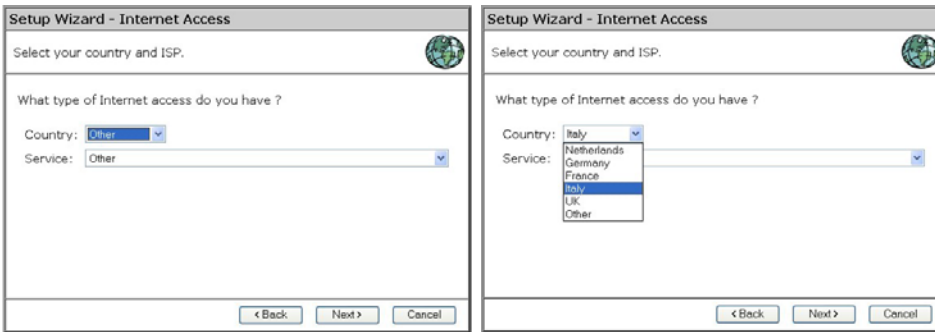 Setup Wizard - Internet Access
Select your country and ISP.
What type of Internet access do you have ?
Country: Other
Service: Other
< Back Next > Cancel
Setup Wizard - Internet Access
Select your country and ISP.
What type of Internet access do you have ?
Country: Italy
Netherlands
Service:
Germany
France
Italy
UK
Other
< Back Next > Cancel